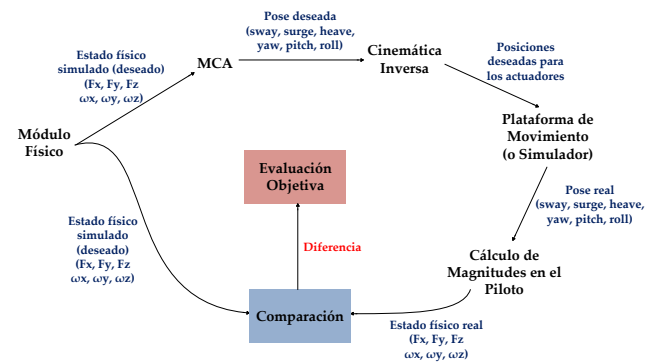 Pose deseada
(sway, surge, heave,
yaw, pitch, roll)
Estado físico
simulado (deseado)
(Fx, Fy, Fz
ωx, ωy, ωz)
MCA
Cinemática
Inversa
Posiciones
deseadas para
los actuadores
Módulo
Físico
Plataforma de
Movimiento
(o Simulador)
Evaluación
Objetiva
Pose real
(sway, surge, heave,
yaw, pitch, roll)
Estado físico
simulado
(deseado)
(Fx, Fy, Fz
ωx, ωy, ωz)
Diferencia
Cálculo de
Magnitudes en el
Piloto
Comparación
Estado físico real
(Fx, Fy, Fz
ωx, ωy, ωz)